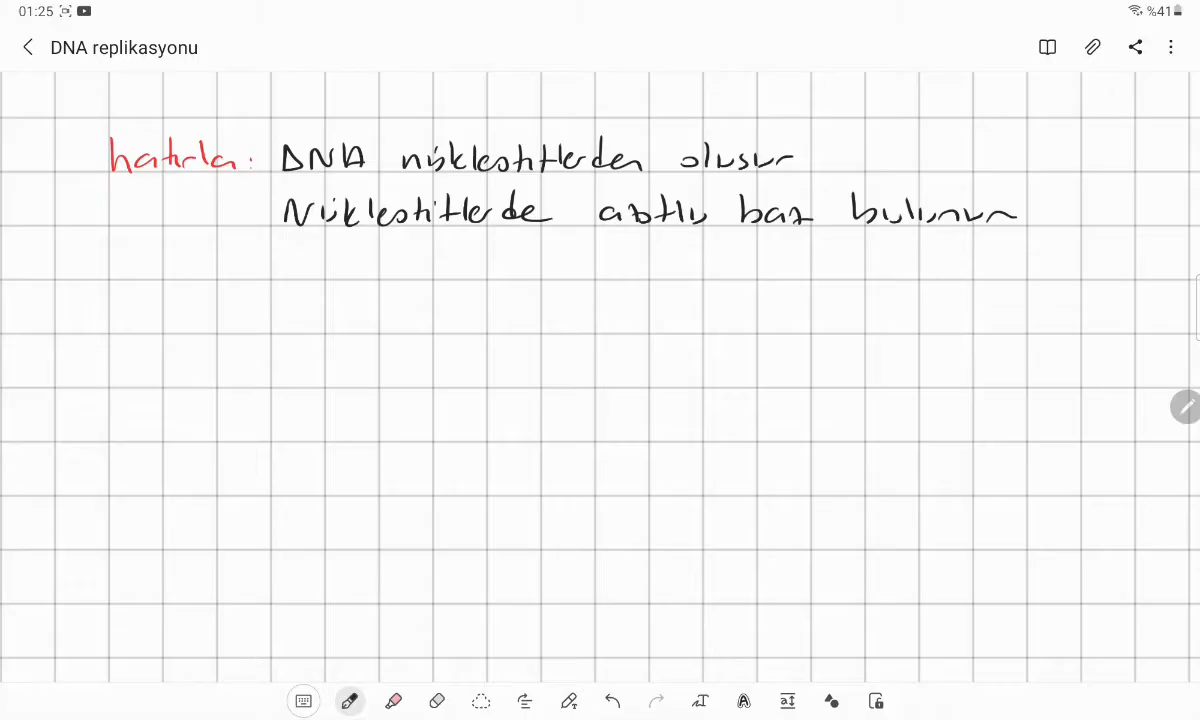 01:25 %41
DNA replikasyonu
hatırla: DNA nükleotitlerden oluşur
Nükleotitlerde azotlu baz bulunur